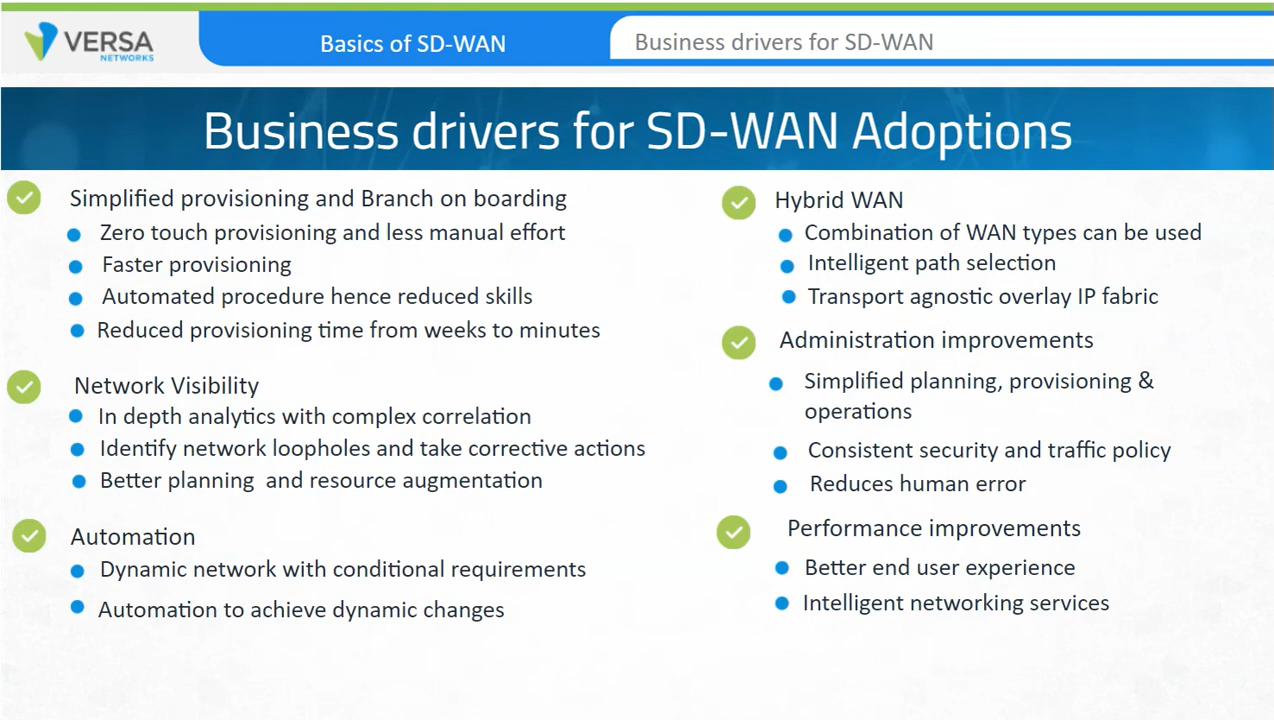 VERSA
NETWORKS
Basics of SD-WAN
Business drivers for SD-WAN
Business drivers for SD-WAN Adoptions
Simplified provisioning and Branch on boarding
Zero touch provisioning and less manual effort
Faster provisioning
Automated procedure hence reduced skills
Reduced provisioning time from weeks to minutes
Network Visibility
In depth analytics with complex correlation
Identify network loopholes and take corrective actions
Better planning and resource augmentation
Automation
Dynamic network with conditional requirements
Automation to achieve dynamic changes
Hybrid WAN
Combination of WAN types can be used
Intelligent path selection
Transport agnostic overlay IP fabric
Administration improvements
Simplified planning, provisioning &
operations
Consistent security and traffic policy
Reduces human error
Performance improvements
Better end user experience
Intelligent networking services